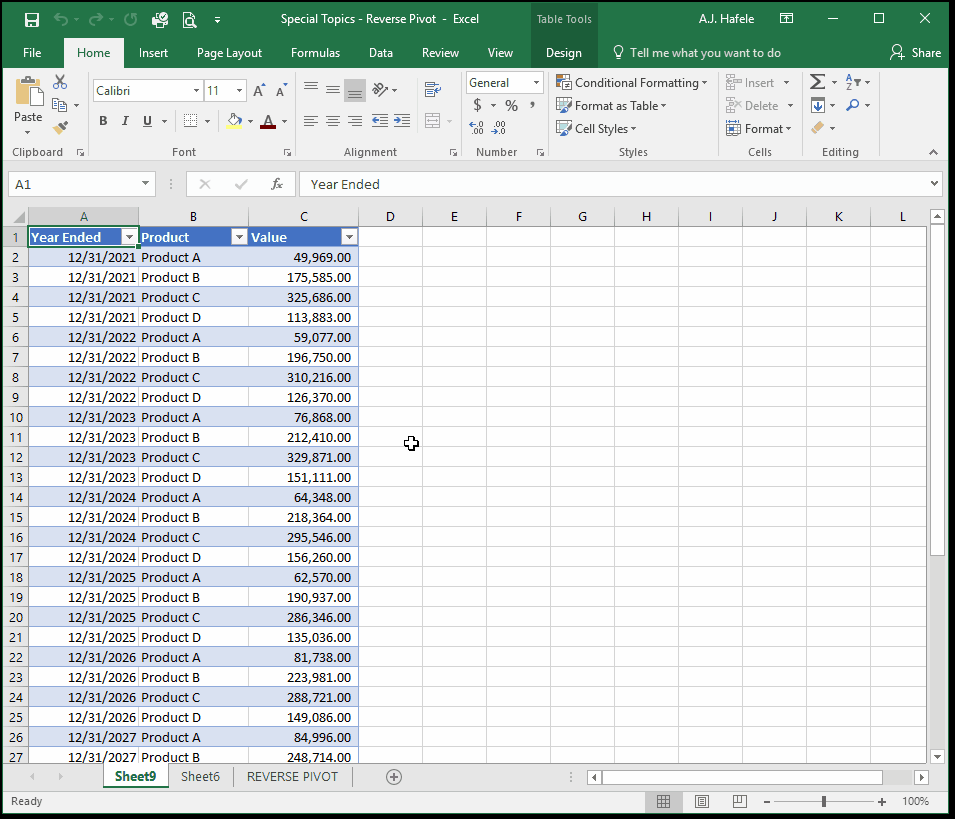 Special Topics - Reverse Pivot - Excel
Table Tools
A.J. Hafele
File Home Insert Page Layout Formulas Data Review View Design Tell me what you want to do Share
Paste
Calibri 11
B I U A
General
$ % ,
Conditional Formatting
Format as Table
Cell Styles
Insert
Delete
Format
Clipboard Font Alignment Number Styles Cells Editing
A1 fx Year Ended
A B C D E F G H I J K L
1 Year Ended Product Value
2 12/31/2021 Product A 49,969.00
3 12/31/2021 Product B 175,585.00
4 12/31/2021 Product C 325,686.00
5 12/31/2021 Product D 113,883.00
6 12/31/2022 Product A 59,077.00
7 12/31/2022 Product B 196,750.00
8 12/31/2022 Product C 310,216.00
9 12/31/2022 Product D 126,370.00
10 12/31/2023 Product A 76,868.00
11 12/31/2023 Product B 212,410.00
12 12/31/2023 Product C 329,871.00
13 12/31/2023 Product D 151,111.00
14 12/31/2024 Product A 64,348.00
15 12/31/2024 Product B 218,364.00
16 12/31/2024 Product C 295,546.00
17 12/31/2024 Product D 156,260.00
18 12/31/2025 Product A 62,570.00
19 12/31/2025 Product B 190,937.00
20 12/31/2025 Product C 286,346.00
21 12/31/2025 Product D 135,036.00
22 12/31/2026 Product A 81,738.00
23 12/31/2026 Product B 223,981.00
24 12/31/2026 Product C 288,721.00
25 12/31/2026 Product D 149,086.00
26 12/31/2027 Product A 84,996.00
27 12/31/2027 Product B 248,714.00
Sheet9 Sheet6 REVERSE PIVOT
Ready 100%